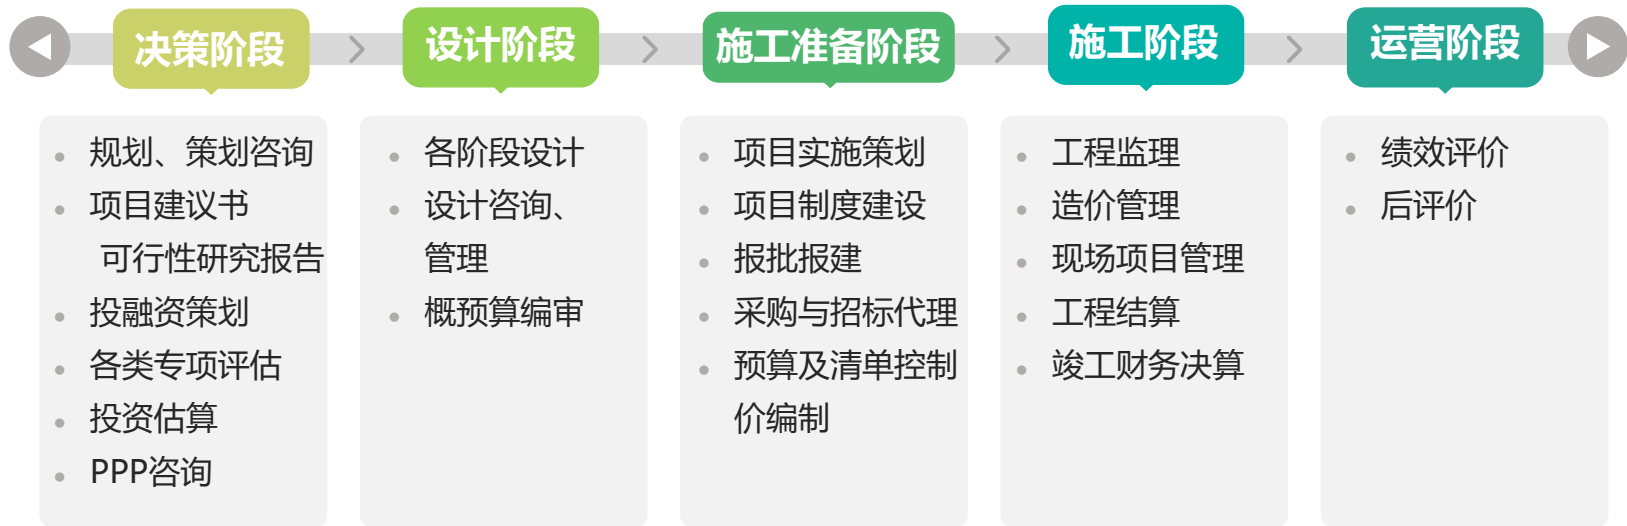 决策阶段
设计阶段
施工准备阶段
施工阶段
运营阶段
规划、策划咨询
项目建议书
可行性研究报告
投融资策划
各类专项评估
投资估算
PPP咨询
各阶段设计
设计咨询、
管理
概预算编审
项目实施策划
项目制度建设
报批报建
采购与招标代理
预算及清单控制
价编制
工程监理
造价管理
现场项目管理
工程结算
竣工财务决算
绩效评价
后评价